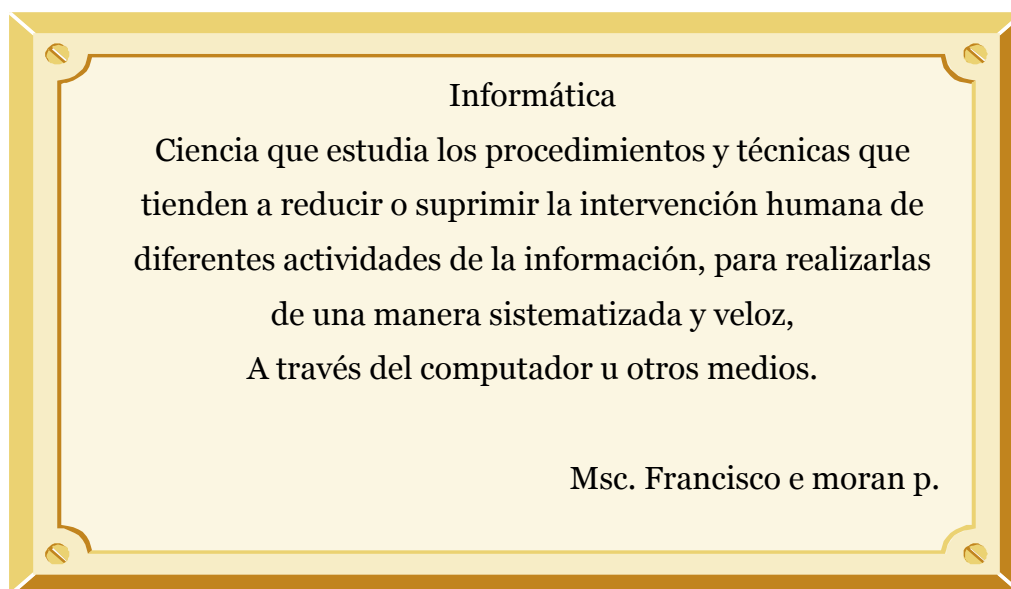 Informática
Ciencia que estudia los procedimientos y técnicas que
tienden a reducir o suprimir la intervención humana de
diferentes actividades de la información, para realizarlas
de una manera sistematizada y veloz,
A través del computador u otros medios.
Msc. Francisco e moran p.